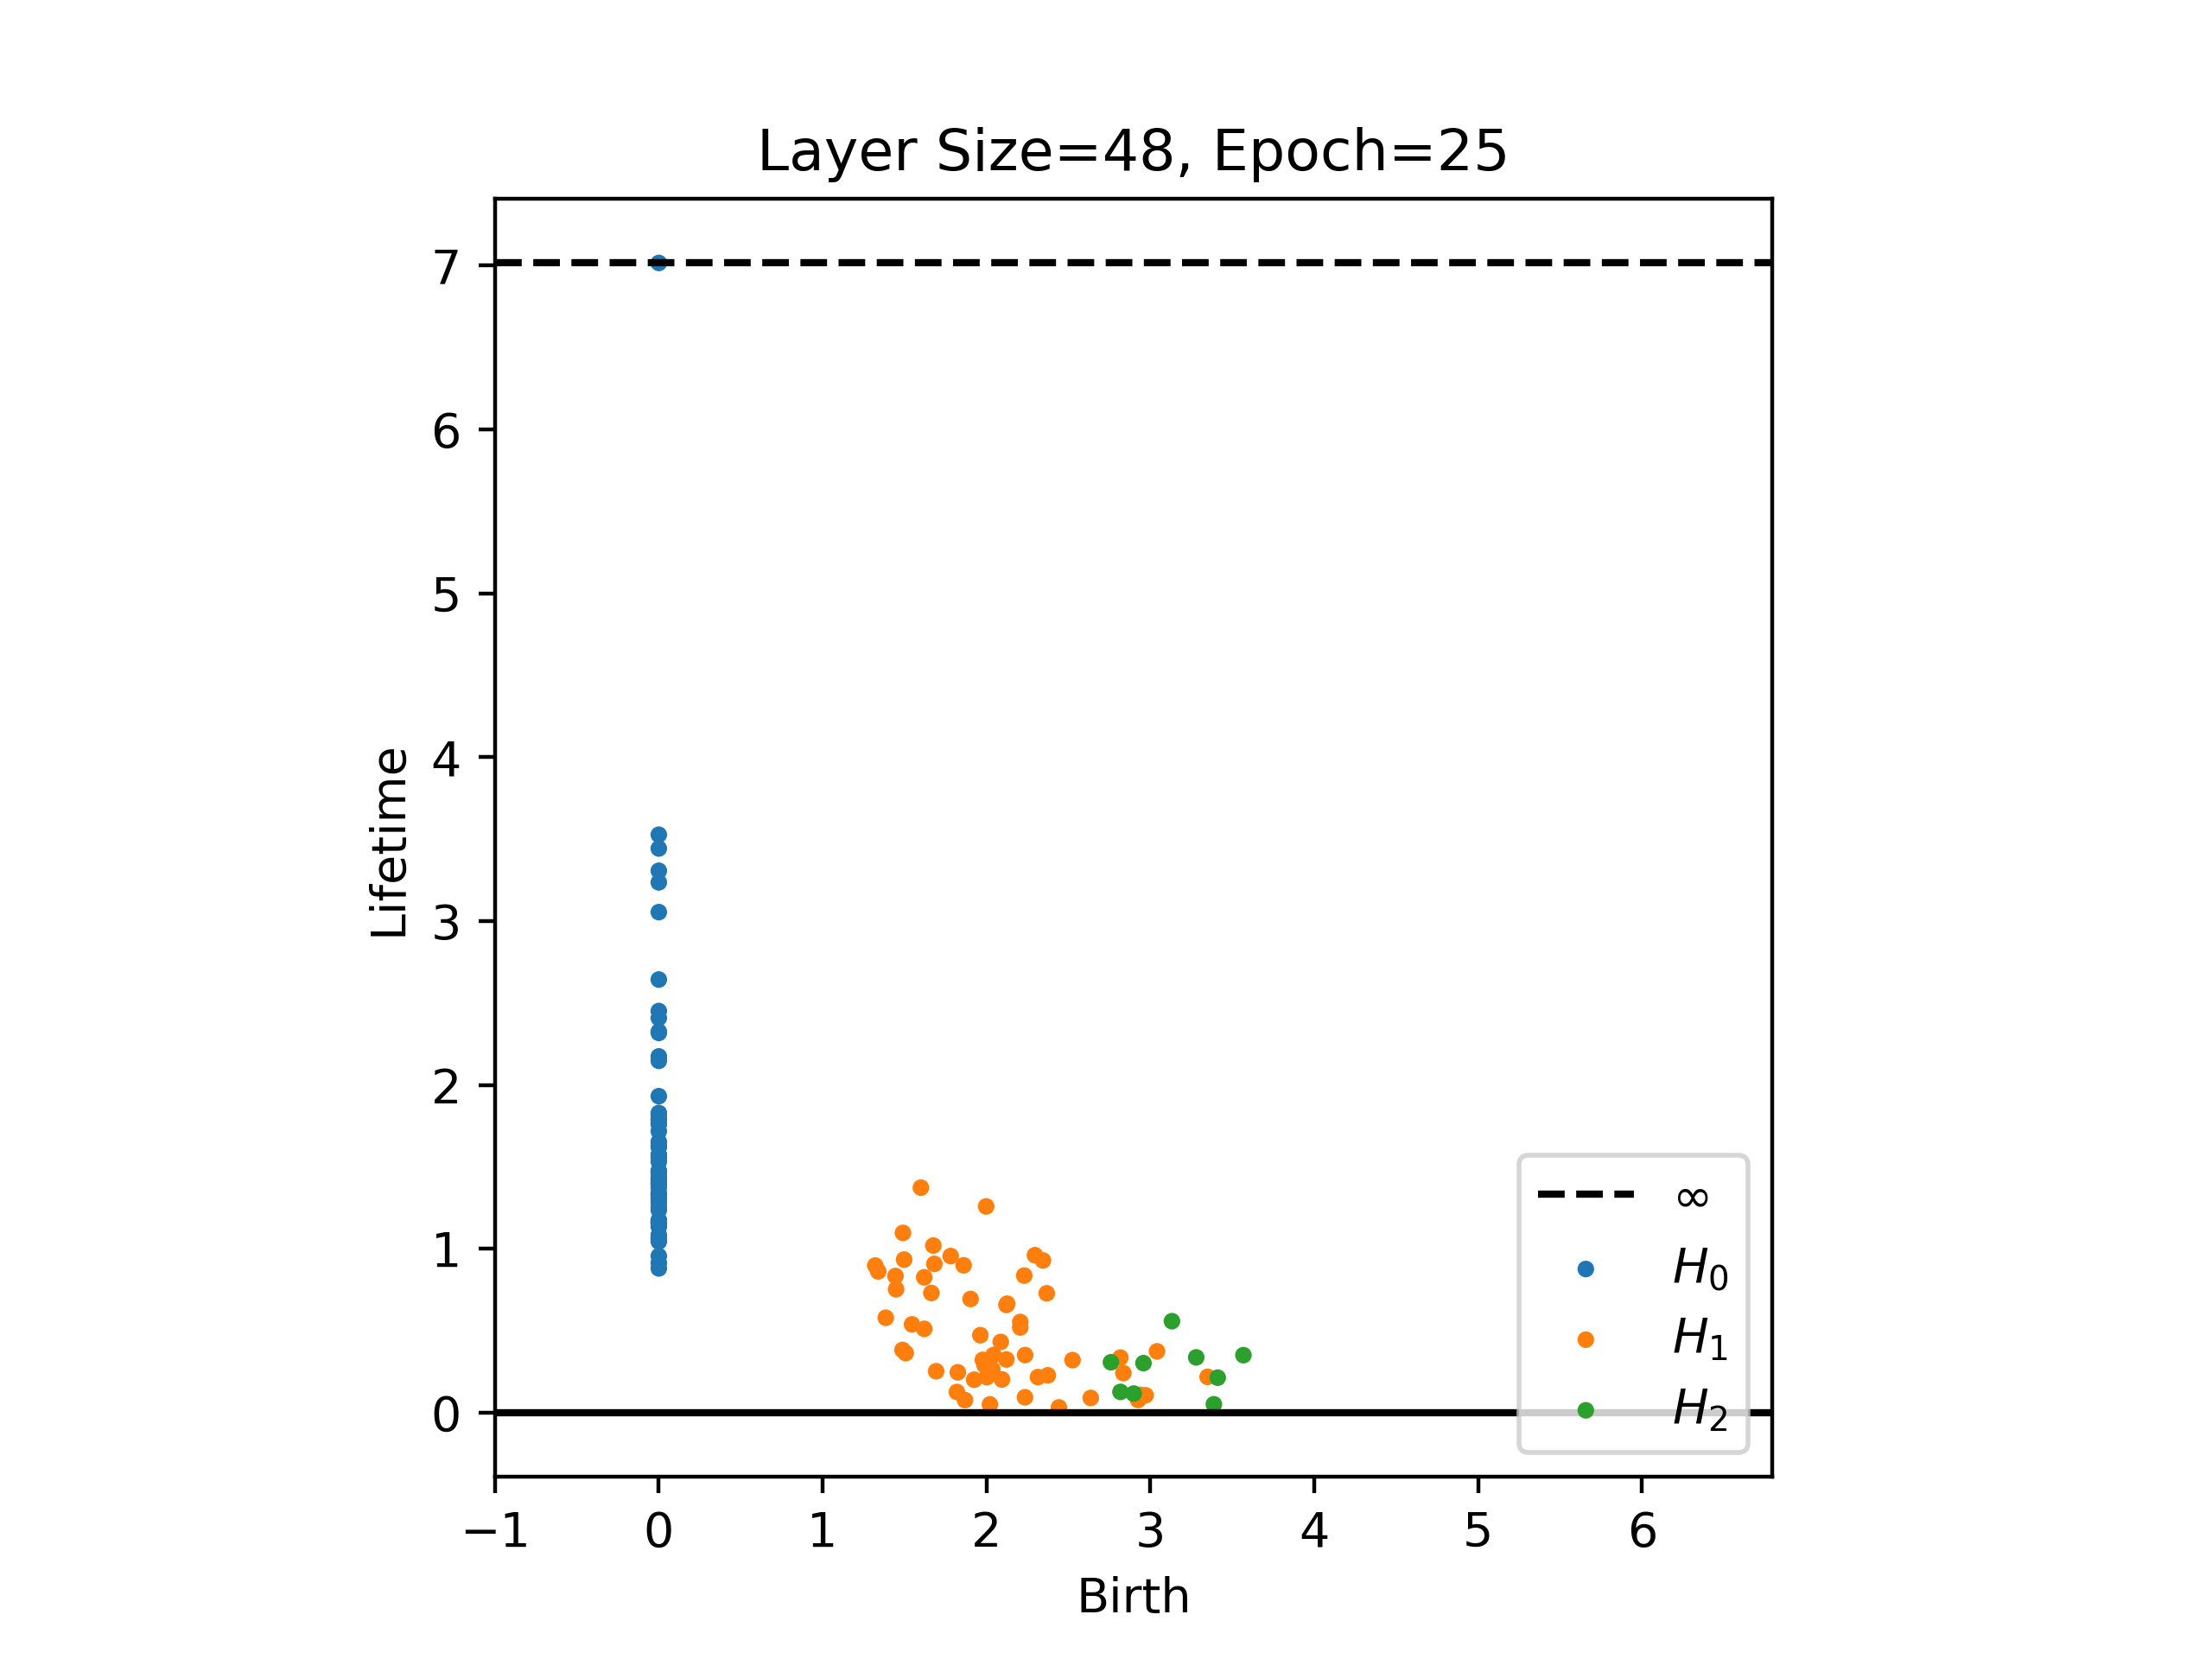 Layer Size=48, Epoch=25
7
6
5
4
3
2
1
0
Lifetime
∞
H₀
H₁
H₂
−1 0 1 2 3 4 5 6
Birth